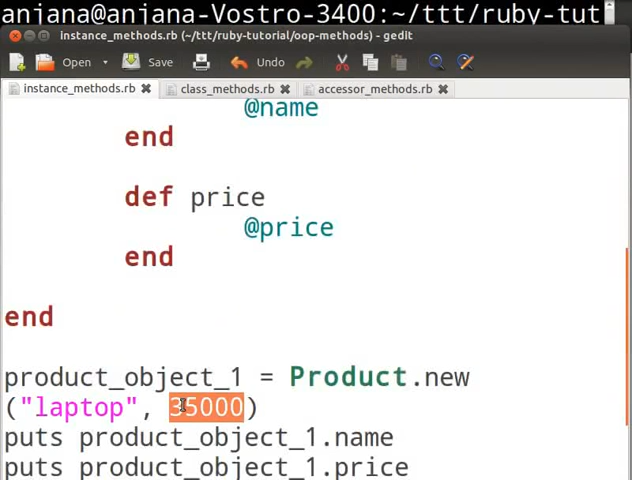 anjana@anjana-Vostro-3400:~/ttt/ruby-tut
instance_methods.rb (~/ttt/ruby-tutorial/oop-methods) - gedit
Open Save Undo
instance_methods.rb class_methods.rb accessor_methods.rb
@name
end
def price
@price
end
end
product_object_1 = Product.new
("laptop", 35000)
puts product_object_1.name
puts product_object_1.price